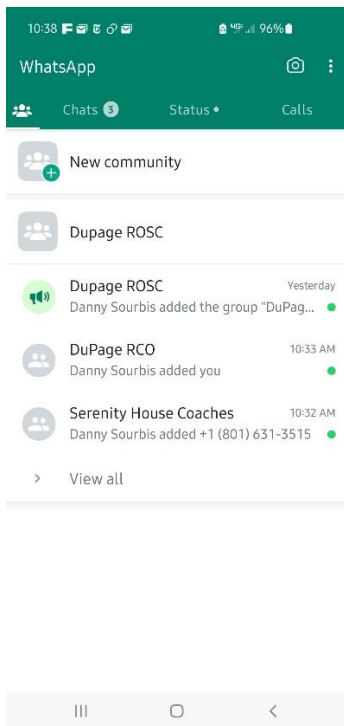 10:38 96%
WhatsApp
Chats 3 Status Calls
New community
Dupage ROSC
Dupage ROSC Yesterday
Danny Sourbis added the group "DuPag...
DuPage RCO 10:33 AM
Danny Sourbis added you
Serenity House Coaches 10:32 AM
Danny Sourbis added +1 (801) 631-3515
View all